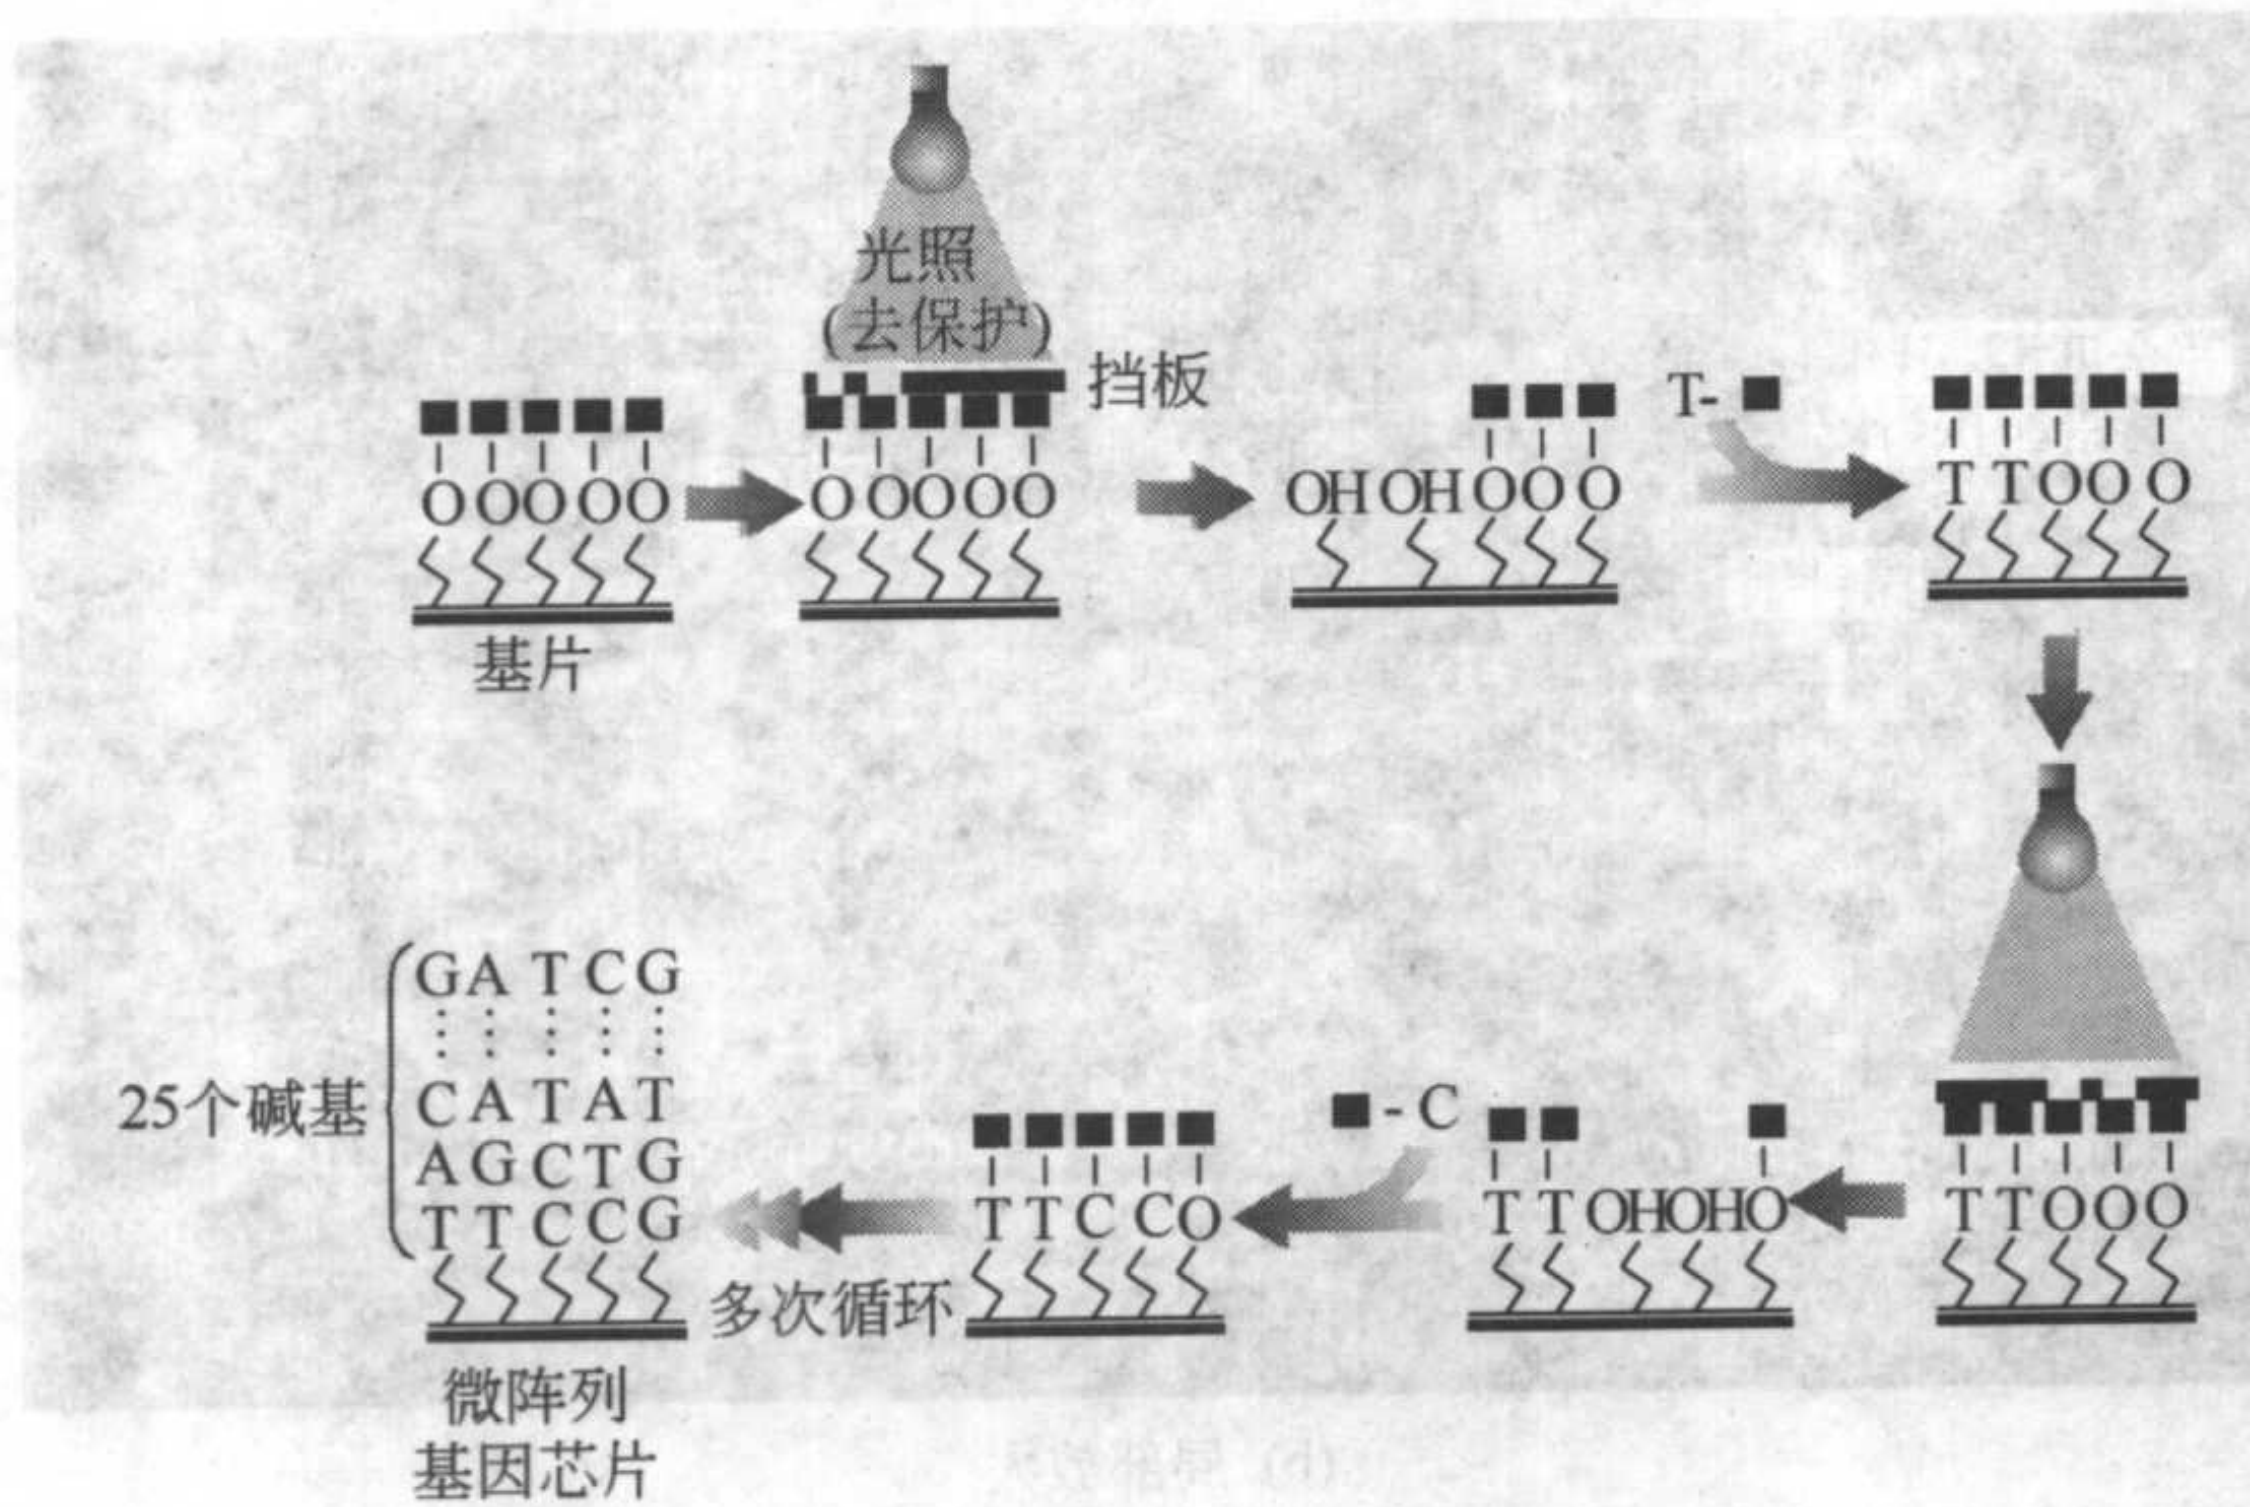 光照
(去保护)
挡板
O O O O O
基片
O O O O O
OH OH O O O
T-
T T O O O
T T O O O
T T OH OH O
- C
T T C C O
多次循环
25个碱基
G A T C G
C A T A T
A G C T G
T T C C G
微阵列
基因芯片